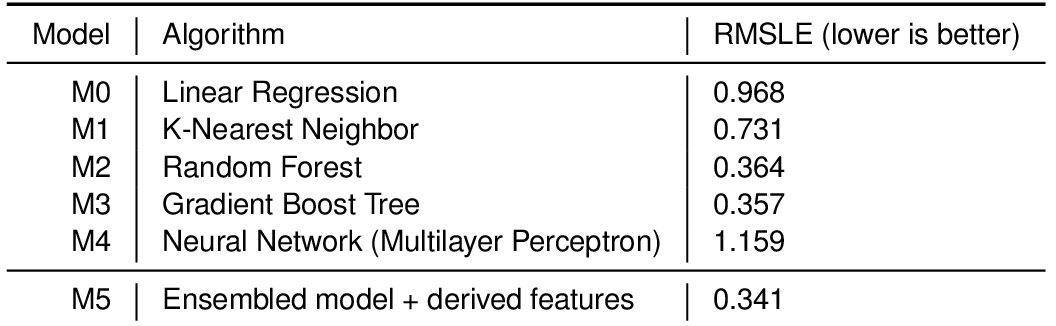 Model Algorithm RMSLE (lower is better)
M0 Linear Regression 0.968
M1 K-Nearest Neighbor 0.731
M2 Random Forest 0.364
M3 Gradient Boost Tree 0.357
M4 Neural Network (Multilayer Perceptron) 1.159
M5 Ensembled model + derived features 0.341